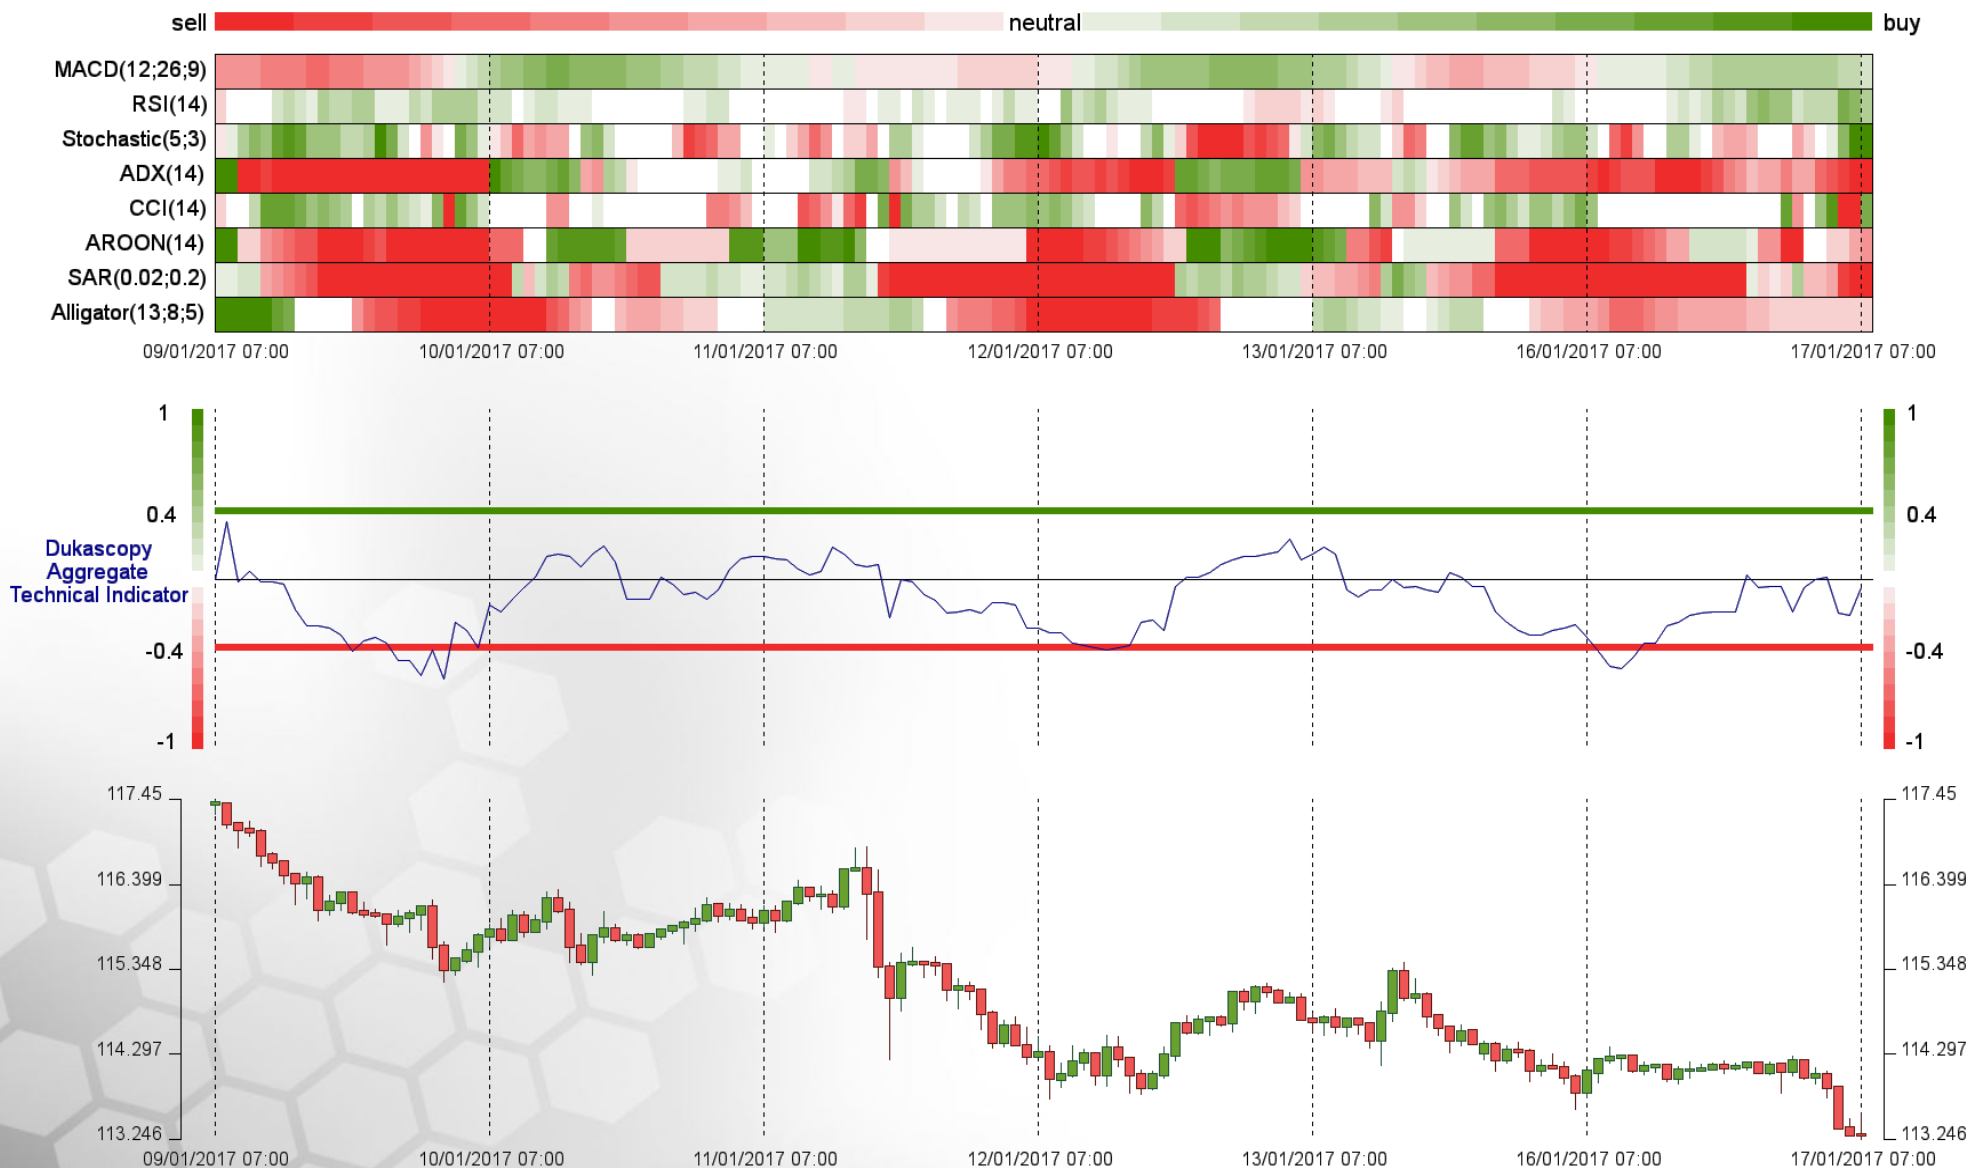 sell neutral buy
MACD(12;26;9)
RSI(14)
Stochastic(5;3)
ADX(14)
CCI(14)
AROON(14)
SAR(0.02;0.2)
Alligator(13;8;5)
09/01/2017 07:00 10/01/2017 07:00 11/01/2017 07:00 12/01/2017 07:00 13/01/2017 07:00 16/01/2017 07:00 17/01/2017 07:00
1 1
0.4 0.4
Dukascopy
Aggregate
Technical Indicator
-0.4 -0.4
-1 -1
117.45 117.45
116.399 116.399
115.348 115.348
114.297 114.297
113.246 113.246
09/01/2017 07:00 10/01/2017 07:00 11/01/2017 07:00 12/01/2017 07:00 13/01/2017 07:00 16/01/2017 07:00 17/01/2017 07:00